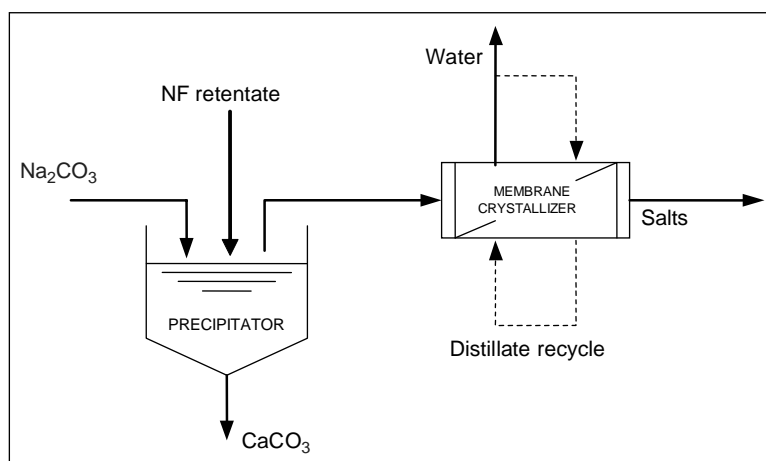 Water
NF retentate
Na₂CO₃
MEMBRANE
CRYSTALLIZER
Salts
PRECIPITATOR
Distillate recycle
CaCO₃